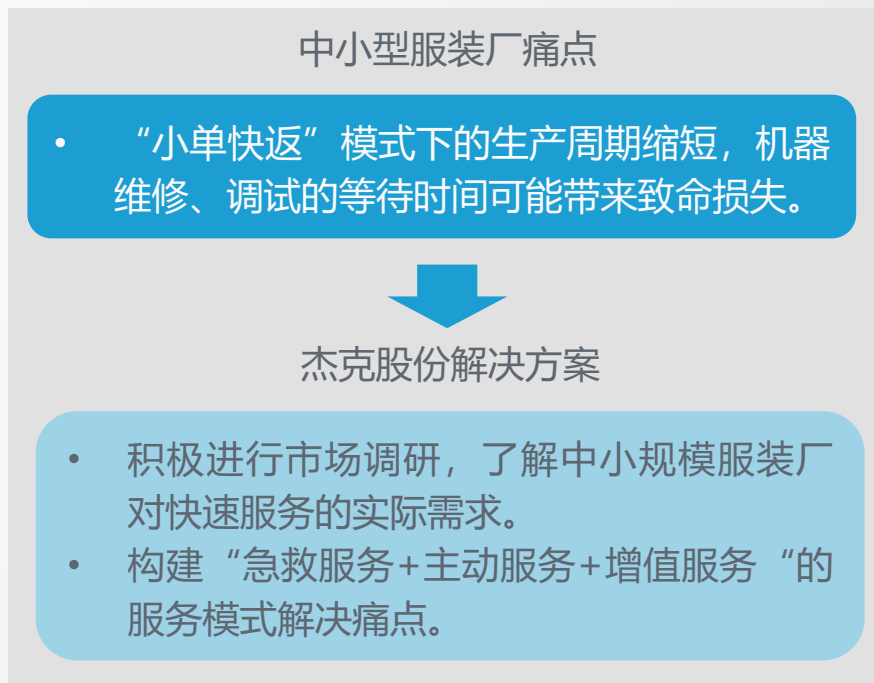 中小型服装厂痛点
• “小单快返”模式下的生产周期缩短，机器
维修、调试的等待时间可能带来致命损失。
杰克股份解决方案
• 积极进行市场调研，了解中小规模服装厂
对快速服务的实际需求。
• 构建“急救服务+主动服务+增值服务“的
服务模式解决痛点。